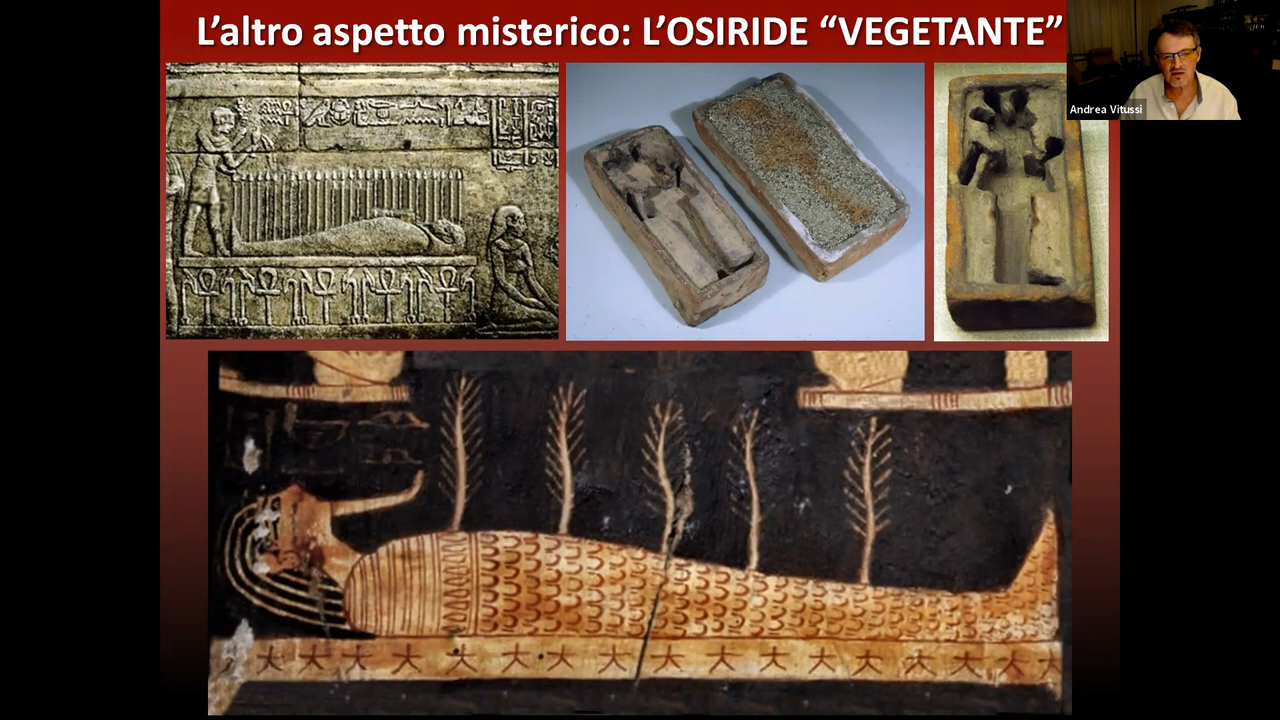 L’altro aspetto misterico: L’OSIRIDE “VEGETANTE”
Andrea Vitussi